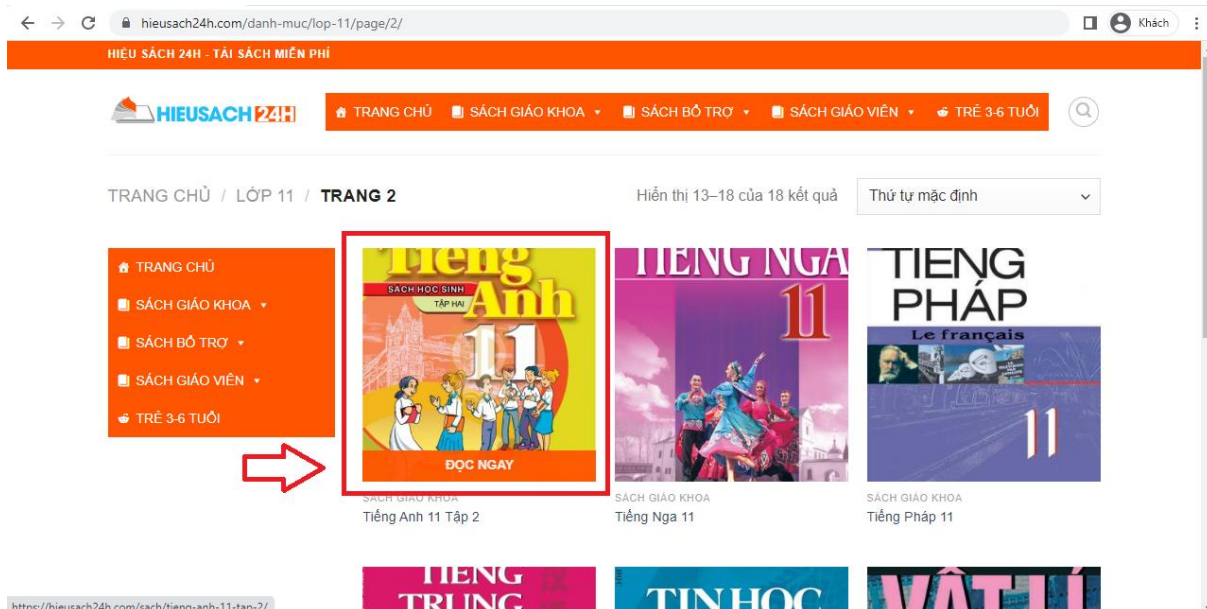 hieusach24h.com/danh-muc/lop-11/page/2/
Khách
HIỆU SÁCH 24H - TẢI SÁCH MIỄN PHÍ
HIEUSACH 24H
TRANG CHỦ SÁCH GIÁO KHOA SÁCH BỔ TRỢ SÁCH GIÁO VIÊN TRẺ 3-6 TUỔI
TRANG CHỦ / LỚP 11 / TRANG 2
Hiển thị 13–18 của 18 kết quả
Thứ tự mặc định
TRANG CHỦ
SÁCH GIÁO KHOA
SÁCH BỔ TRỢ
SÁCH GIÁO VIÊN
TRẺ 3-6 TUỔI
Tiếng
SÁCH HỌC SINH
TẬP HAI
Anh
11
ĐỌC NGAY
SÁCH GIÁO KHOA
Tiếng Anh 11 Tập 2
TIẾNG NGA
11
SÁCH GIÁO KHOA
Tiếng Nga 11
TIẾNG
PHÁP
Le français
11
SÁCH GIÁO KHOA
Tiếng Pháp 11
TIẾNG
TRUNG
TIN HỌC
VẬT LÍ
https://hieusach24h.com/sach/tieng-anh-11-tap-2/